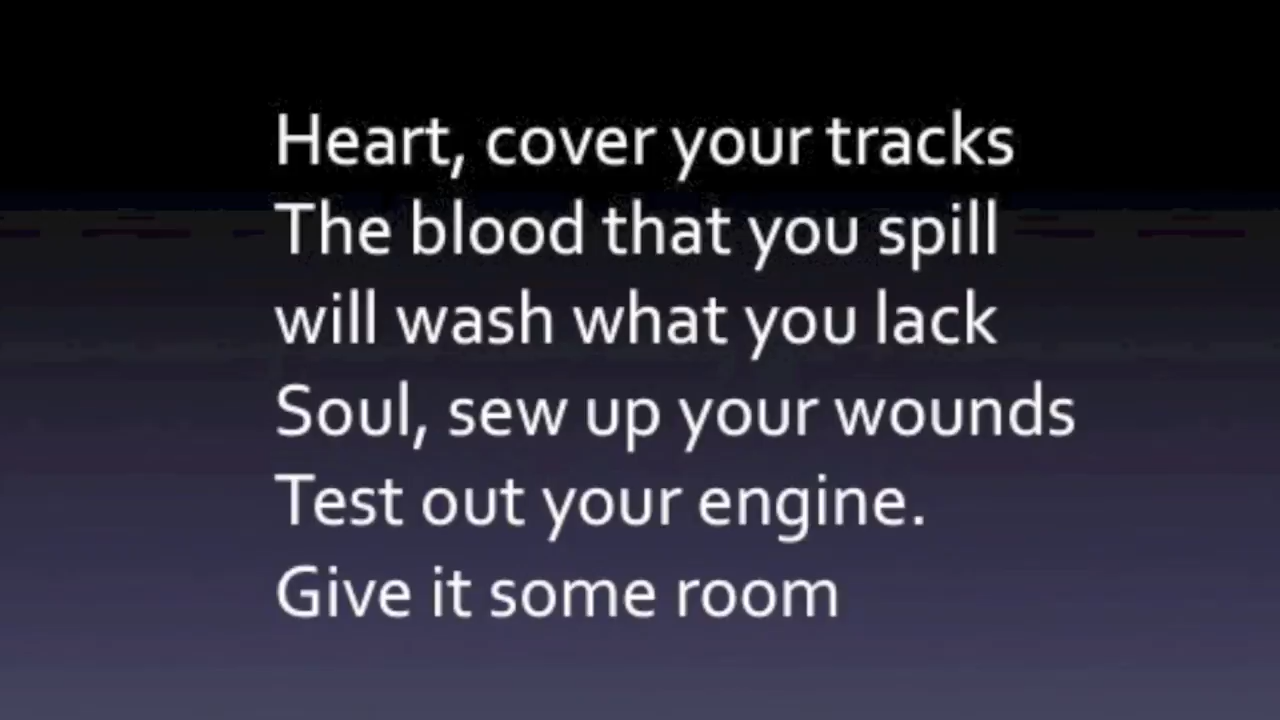 Heart, cover your tracks
The blood that you spill
will wash what you lack
Soul, sew up your wounds
Test out your engine.
Give it some room